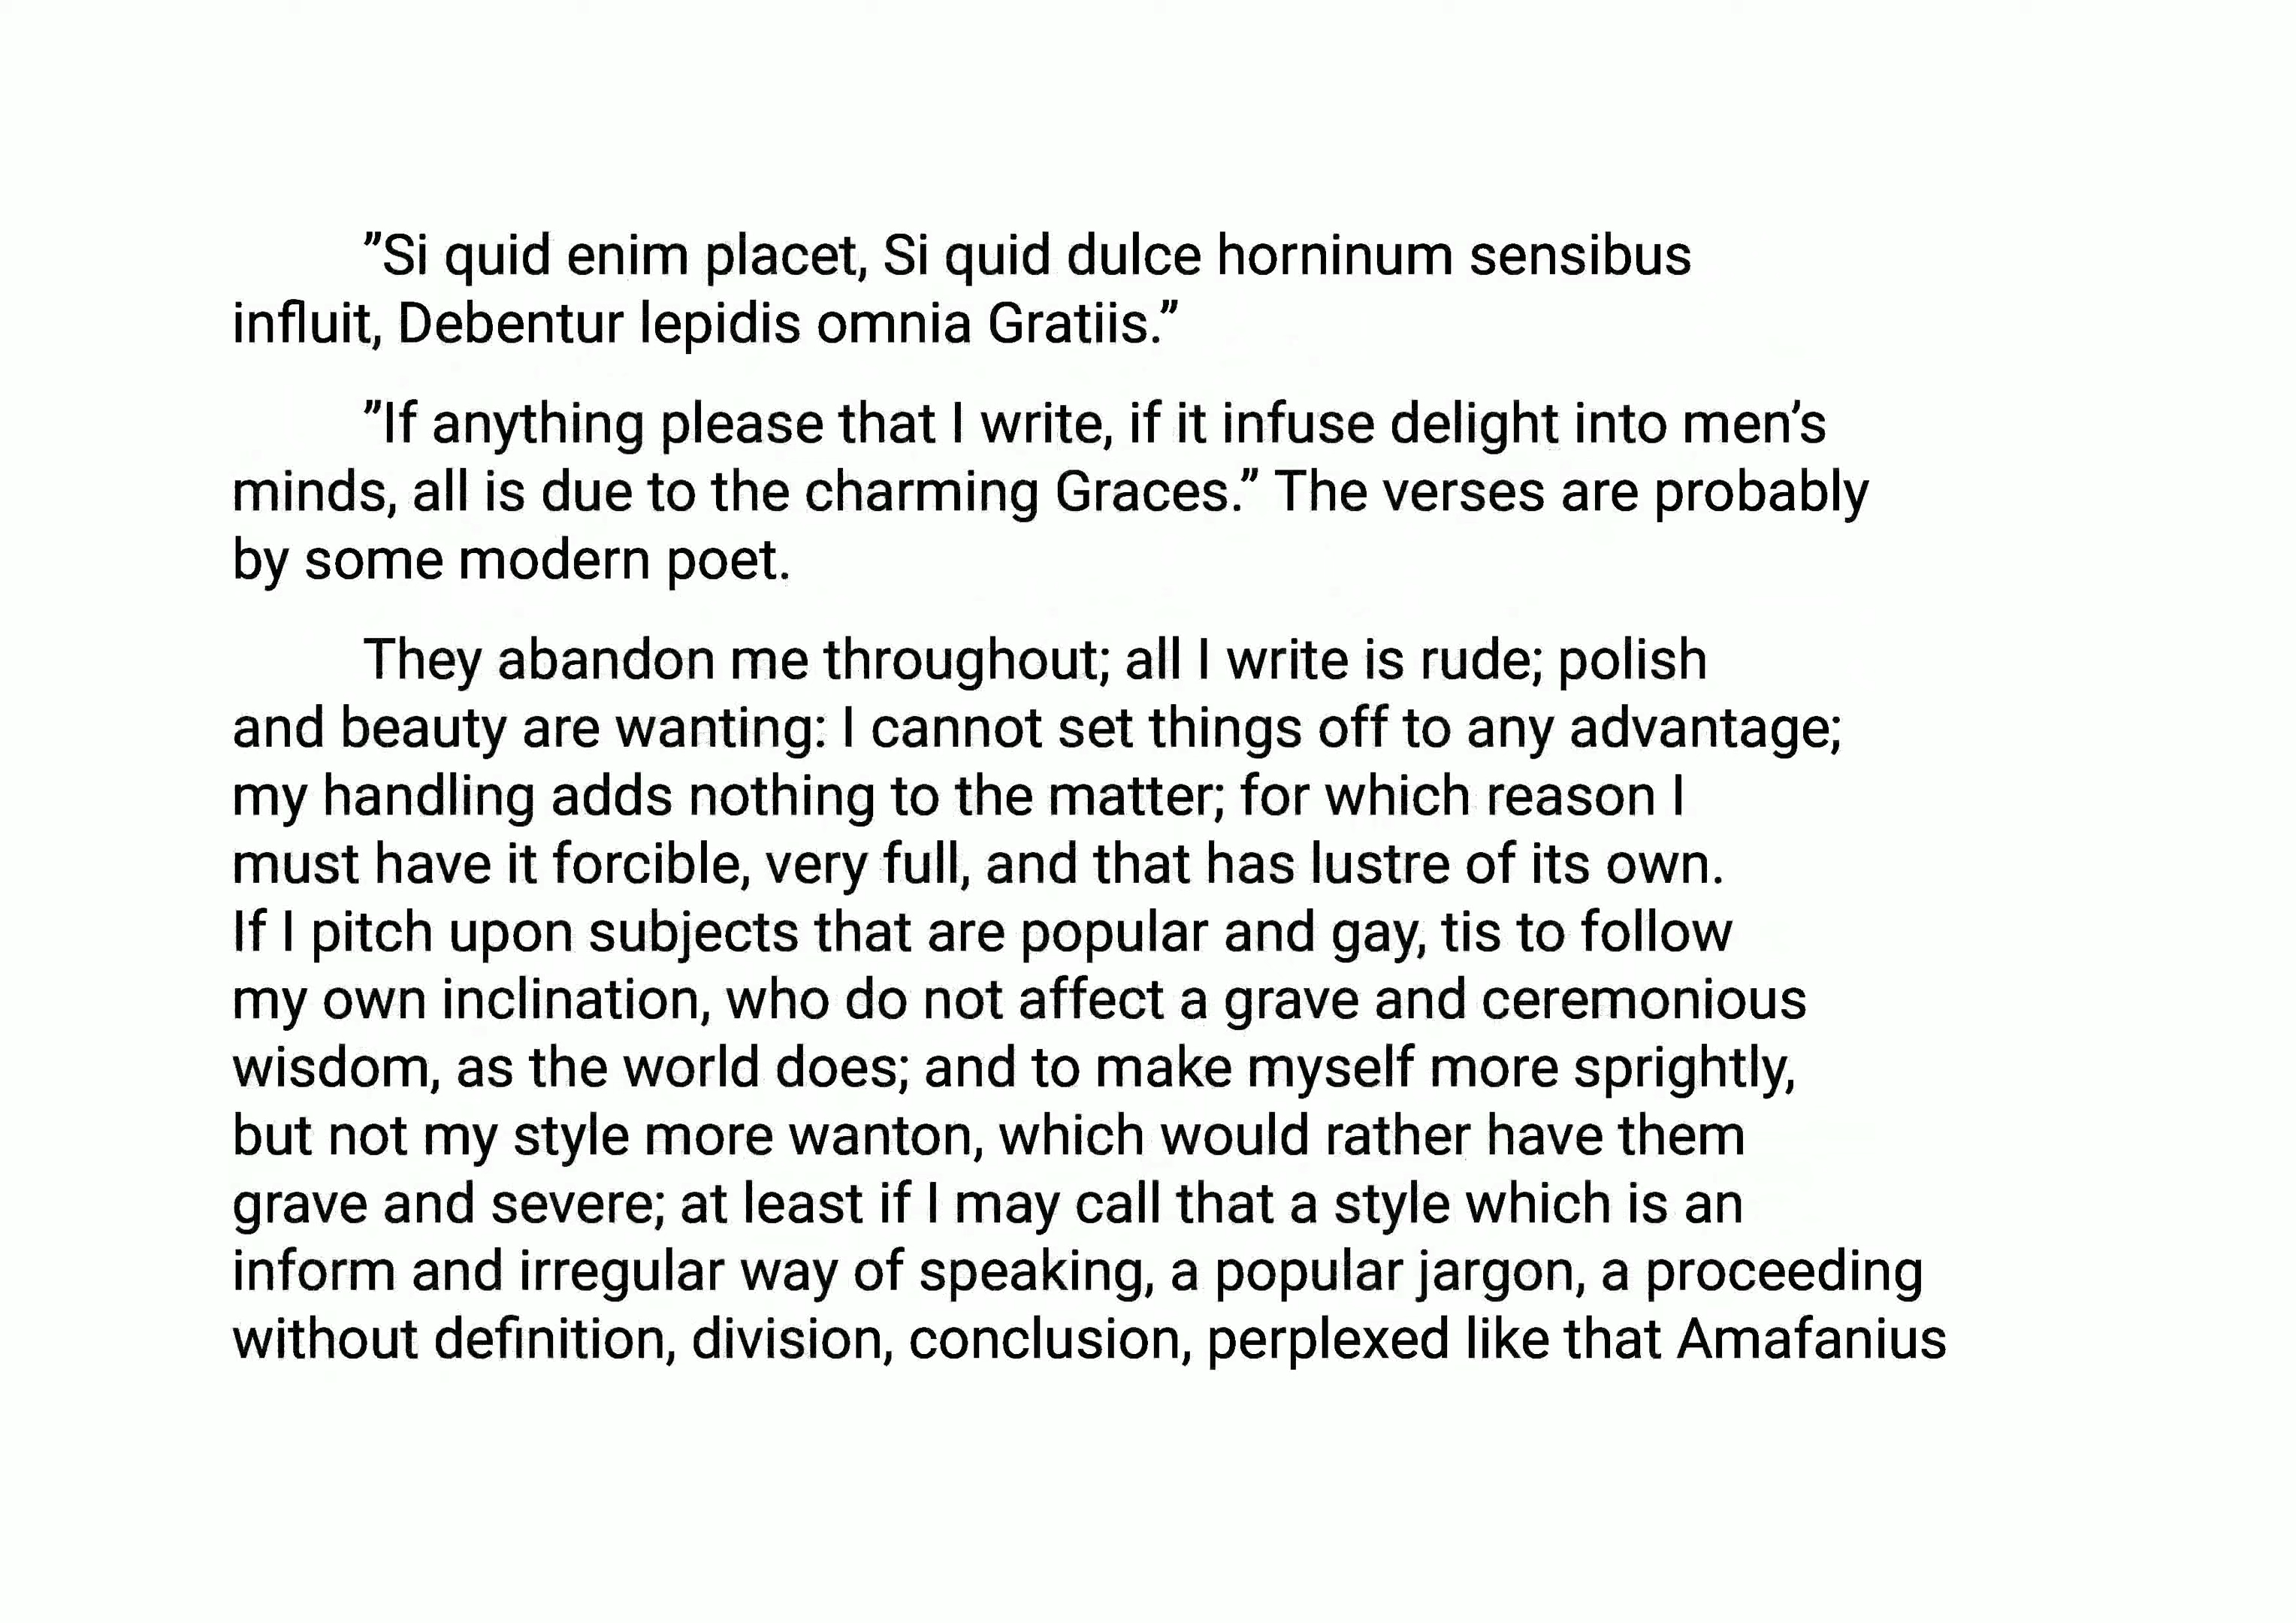 ”Si quid enim placet, Si quid dulce horninum sensibus
influit, Debentur lepidis omnia Gratiis.”
”If anything please that I write, if it infuse delight into men’s
minds, all is due to the charming Graces.” The verses are probably
by some modern poet.
They abandon me throughout; all I write is rude; polish
and beauty are wanting: I cannot set things off to any advantage;
my handling adds nothing to the matter; for which reason I
must have it forcible, very full, and that has lustre of its own.
If I pitch upon subjects that are popular and gay, tis to follow
my own inclination, who do not affect a grave and ceremonious
wisdom, as the world does; and to make myself more sprightly,
but not my style more wanton, which would rather have them
grave and severe; at least if I may call that a style which is an
inform and irregular way of speaking, a popular jargon, a proceeding
without definition, division, conclusion, perplexed like that Amafanius